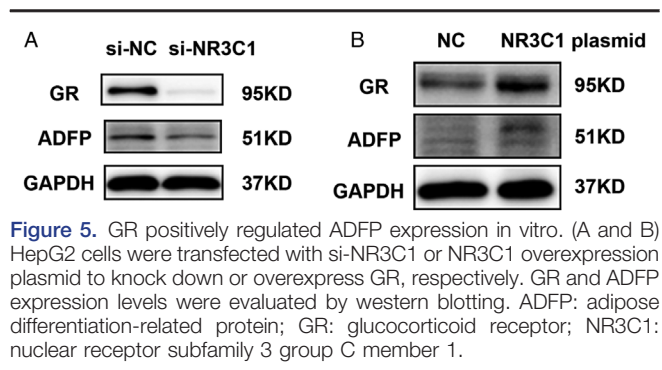 A
B
si-NC si-NR3C1
NC NR3C1 plasmid
GR 95KD
GR 95KD
ADFP 51KD
ADFP 51KD
GAPDH 37KD
GAPDH 37KD
Figure 5. GR positively regulated ADFP expression in vitro. (A and B)
HepG2 cells were transfected with si-NR3C1 or NR3C1 overexpression
plasmid to knock down or overexpress GR, respectively. GR and ADFP
expression levels were evaluated by western blotting. ADFP: adipose
differentiation-related protein; GR: glucocorticoid receptor; NR3C1:
nuclear receptor subfamily 3 group C member 1.